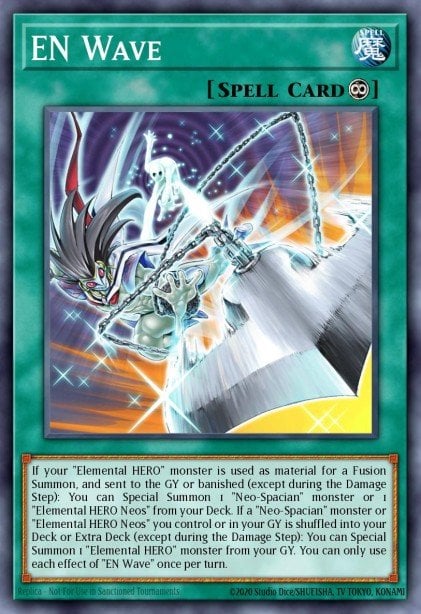 EN Wave
SPELL
魔
[Spell Card]
If your "Elemental HERO" monster is used as material for a Fusion
Summon, and sent to the GY or banished (except during the Damage
Step): You can Special Summon 1 "Neo-Spacian" monster or 1
"Elemental HERO Neos" from your Deck. If a "Neo-Spacian" monster or
"Elemental HERO Neos" you control or in your GY is shuffled into your
Deck or Extra Deck (except during the Damage Step): You can Special
Summon 1 "Elemental HERO" monster from your GY. You can only use
each effect of "EN Wave" once per turn.
Replica - Not For Use in Sanctioned Tournaments ©2020 Studio Dice/SHUEISHA, TV TOKYO, KONAMI